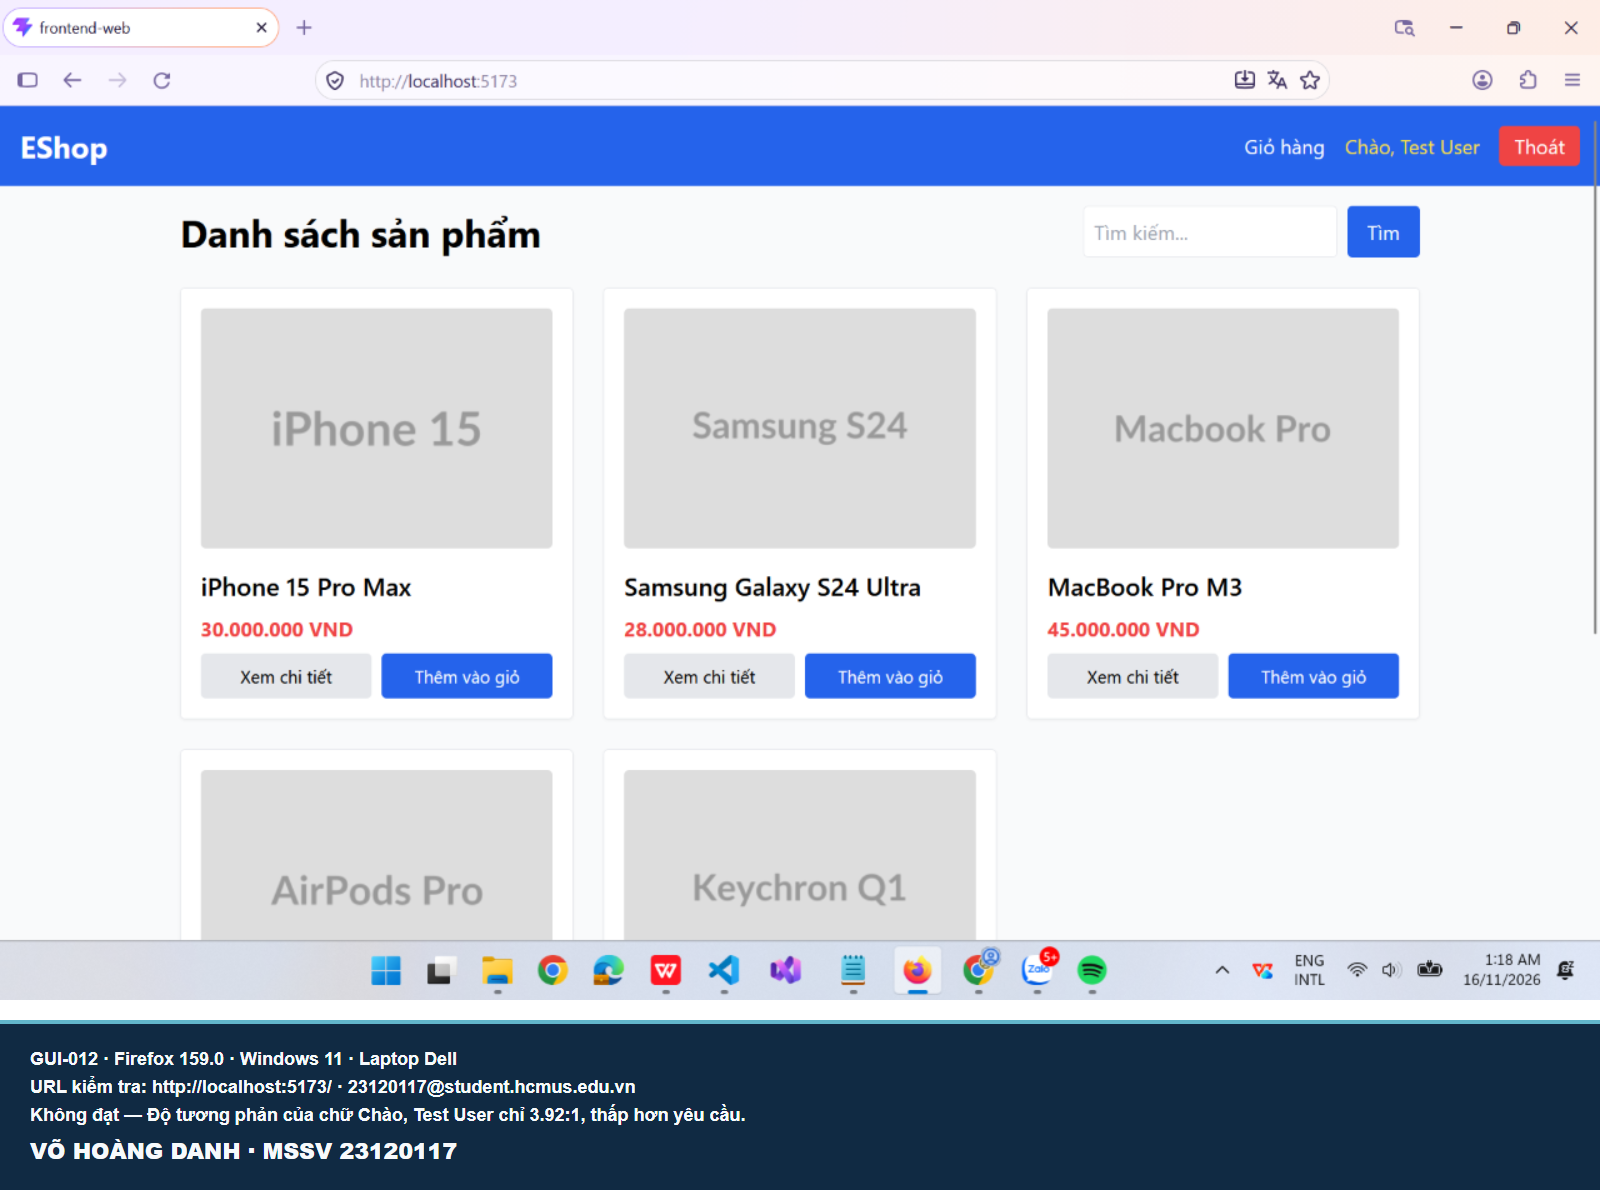 frontend-web
http://localhost:5173
EShop
Giỏ hàng
Chào, Test User
Thoát
Danh sách sản phẩm
Tìm kiếm...
Tìm
iPhone 15
Samsung S24
Macbook Pro
iPhone 15 Pro Max
Samsung Galaxy S24 Ultra
MacBook Pro M3
30.000.000 VND
28.000.000 VND
45.000.000 VND
Xem chi tiết
Thêm vào giỏ
Xem chi tiết
Thêm vào giỏ
Xem chi tiết
Thêm vào giỏ
AirPods Pro
Keychron Q1
Zalo
5+
ENG
INTL
1:18 AM
16/11/2026
GUI-012 · Firefox 159.0 · Windows 11 · Laptop Dell
URL kiểm tra: http://localhost:5173/ · 23120117@student.hcmus.edu.vn
Không đạt — Độ tương phản của chữ Chào, Test User chỉ 3.92:1, thấp hơn yêu cầu.
VÕ HOÀNG DANH · MSSV 23120117